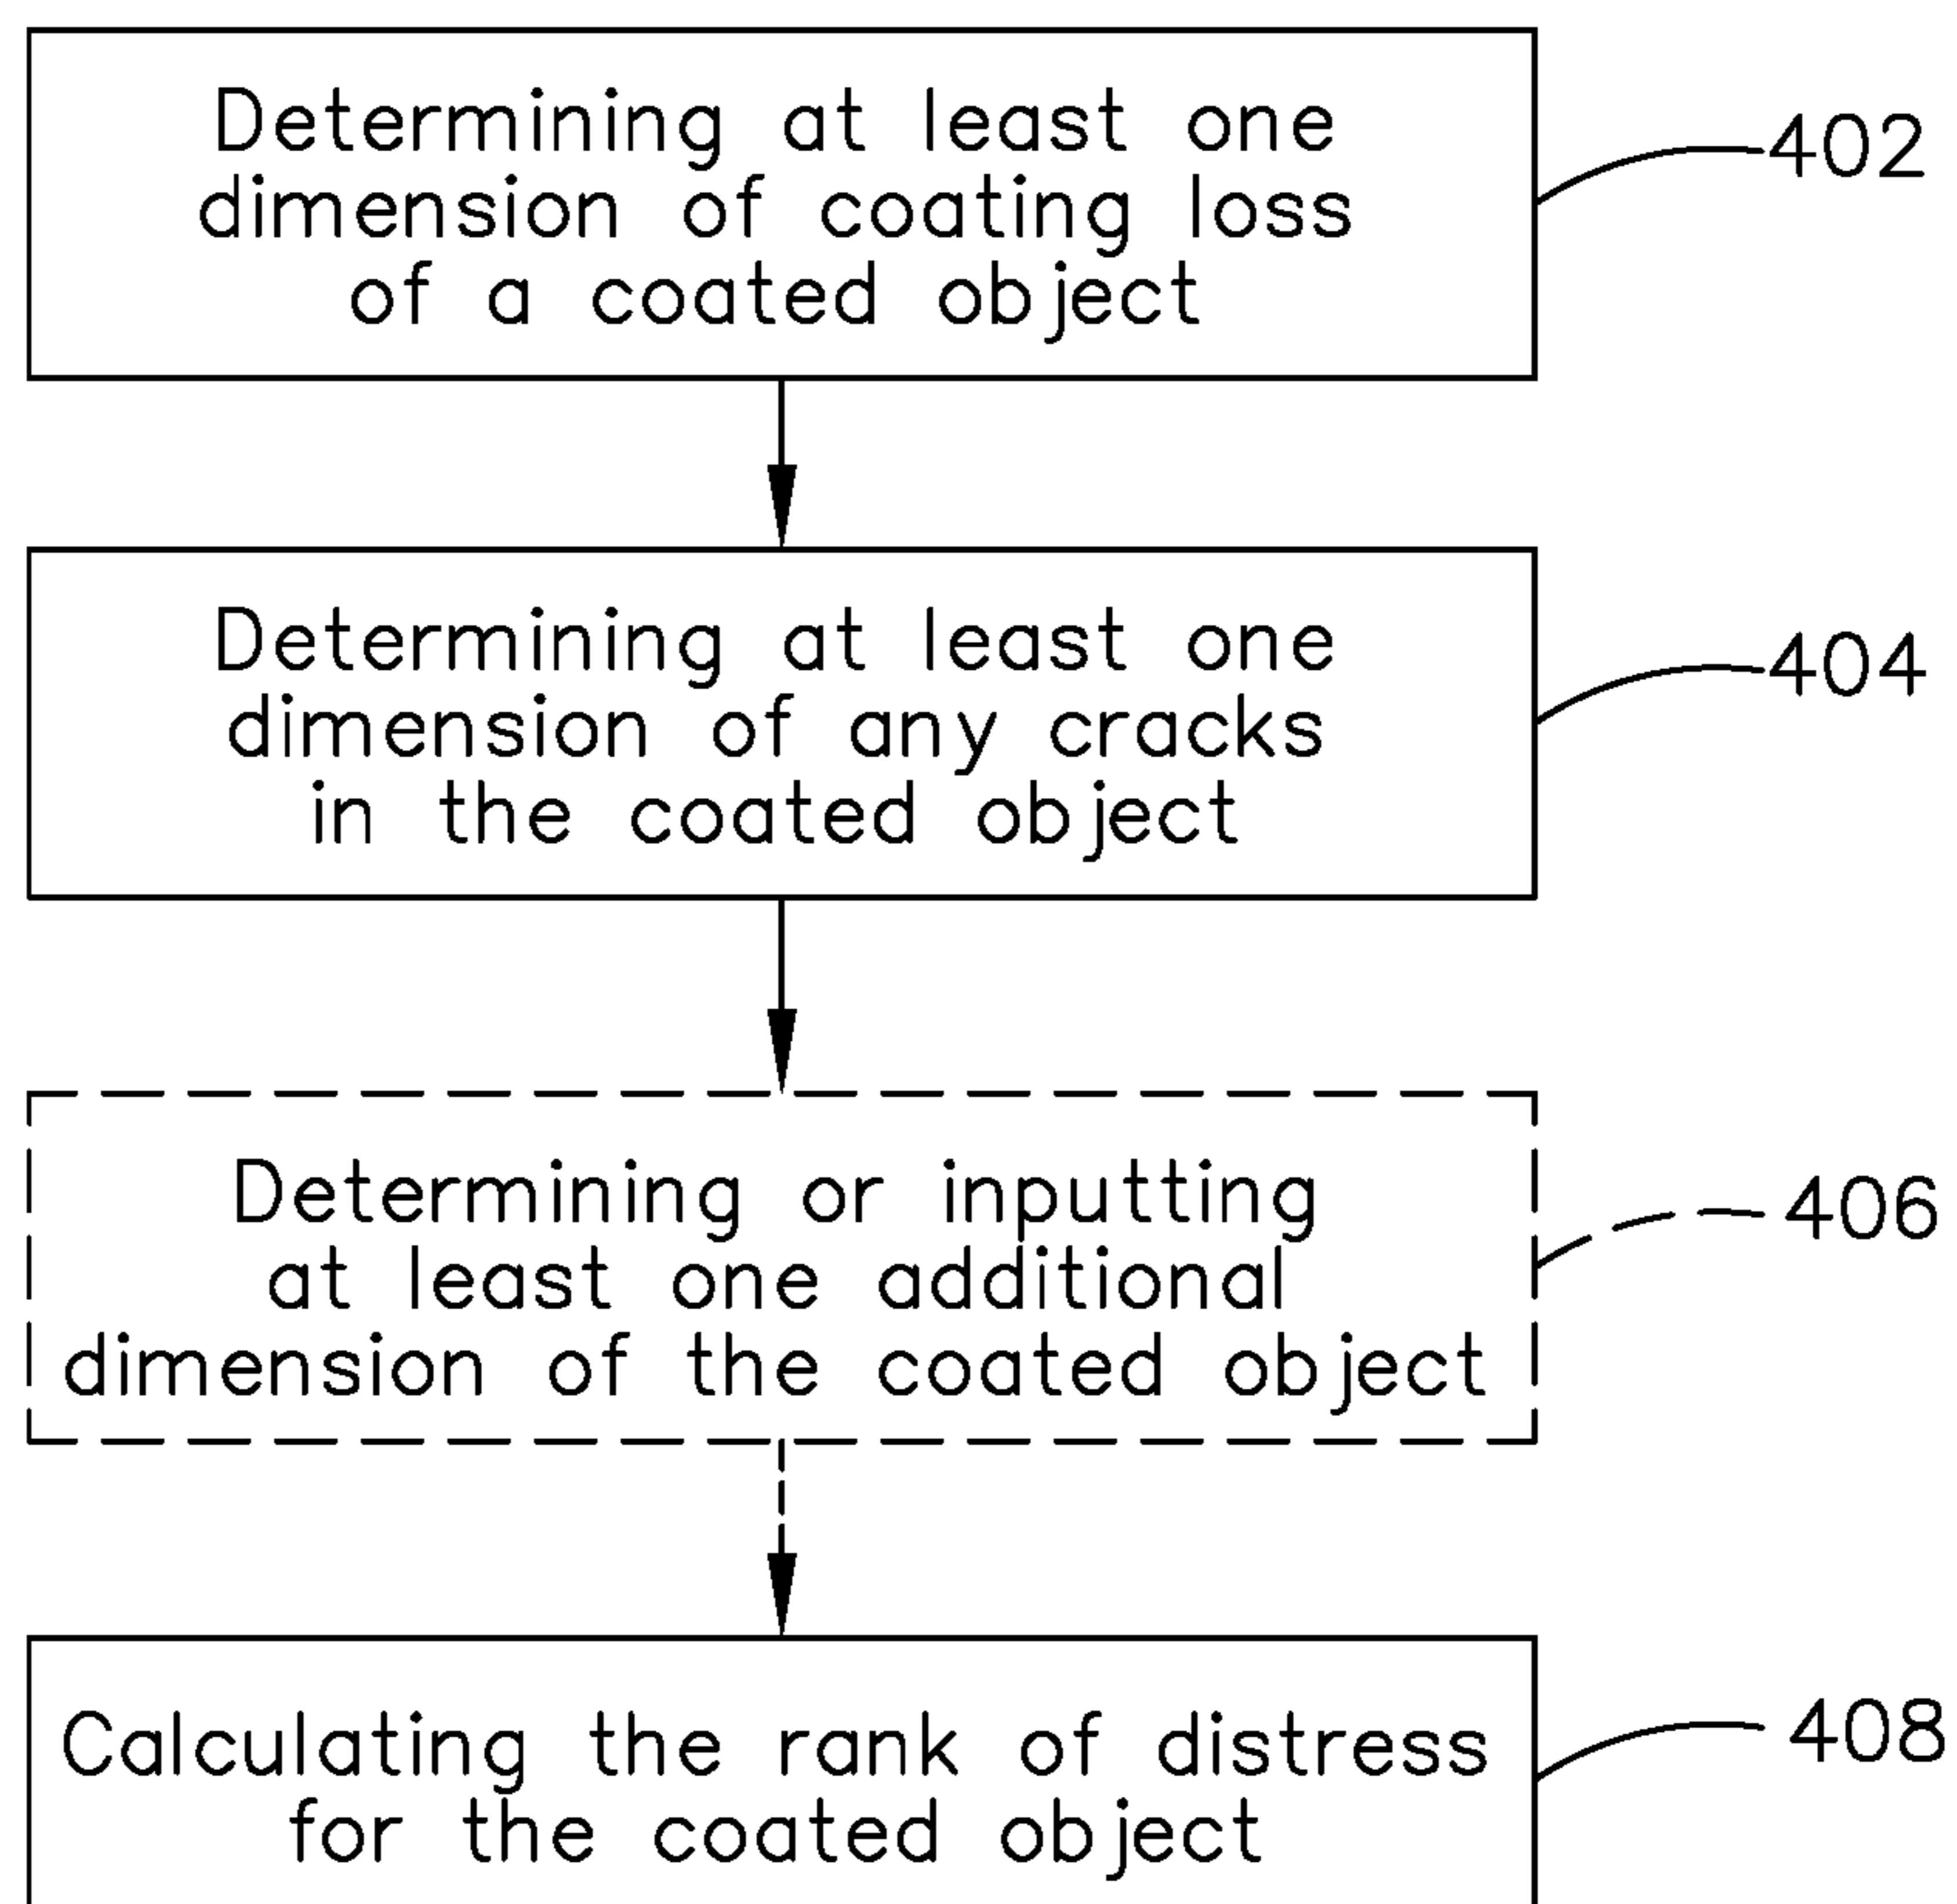 Determining at least one
dimension of coating loss
of a coated object
402
Determining at least one
dimension of any cracks
in the coated object
404
Determining or inputting
at least one additional
dimension of the coated object
406
Calculating the rank of distress
for the coated object
408